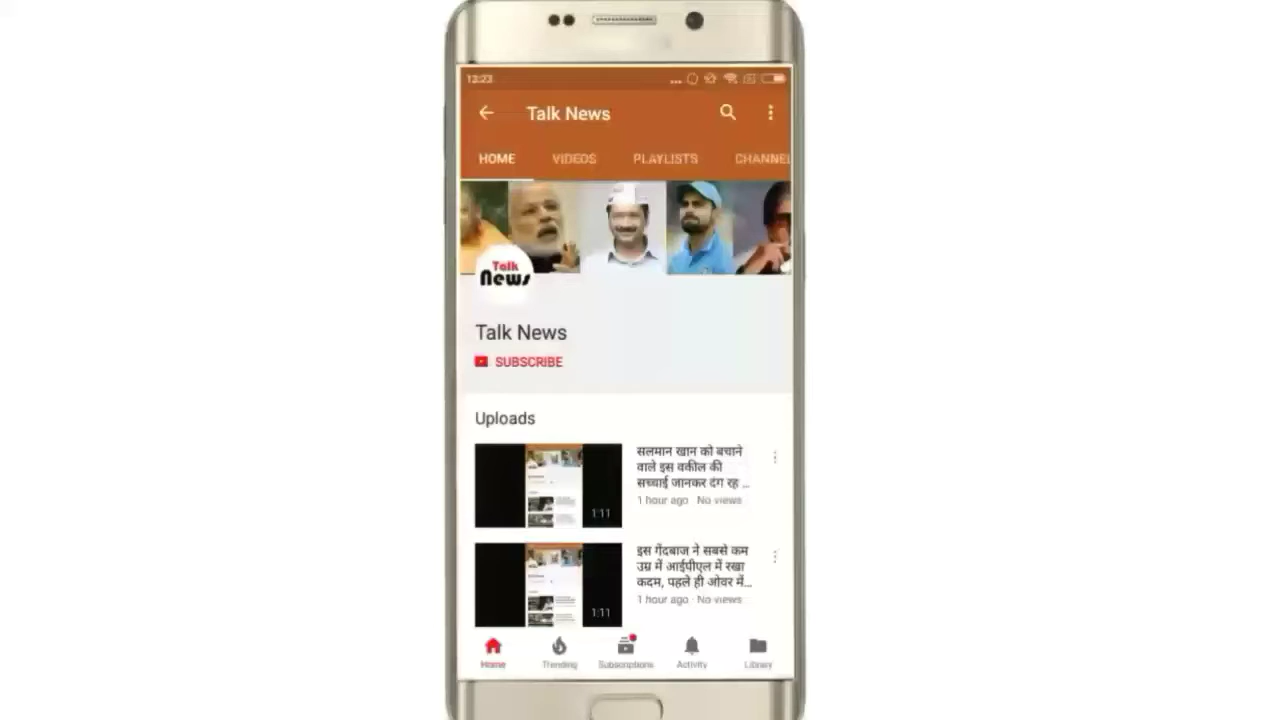 12:23
Talk News
HOME VIDEOS PLAYLISTS CHANNEL
Talk
News
Talk News
SUBSCRIBE
Uploads
सलमान खान को बचाने
वाले इस वकील की
सच्चाई जानकर दंग रह ...
1 hour ago · No views
1:11
इस गेंदबाज ने सबसे कम
उम्र में आईपीएल में रखा
कदम, पहले ही ओवर में...
1 hour ago · No views
1:11
Home Trending Subscriptions Activity Library